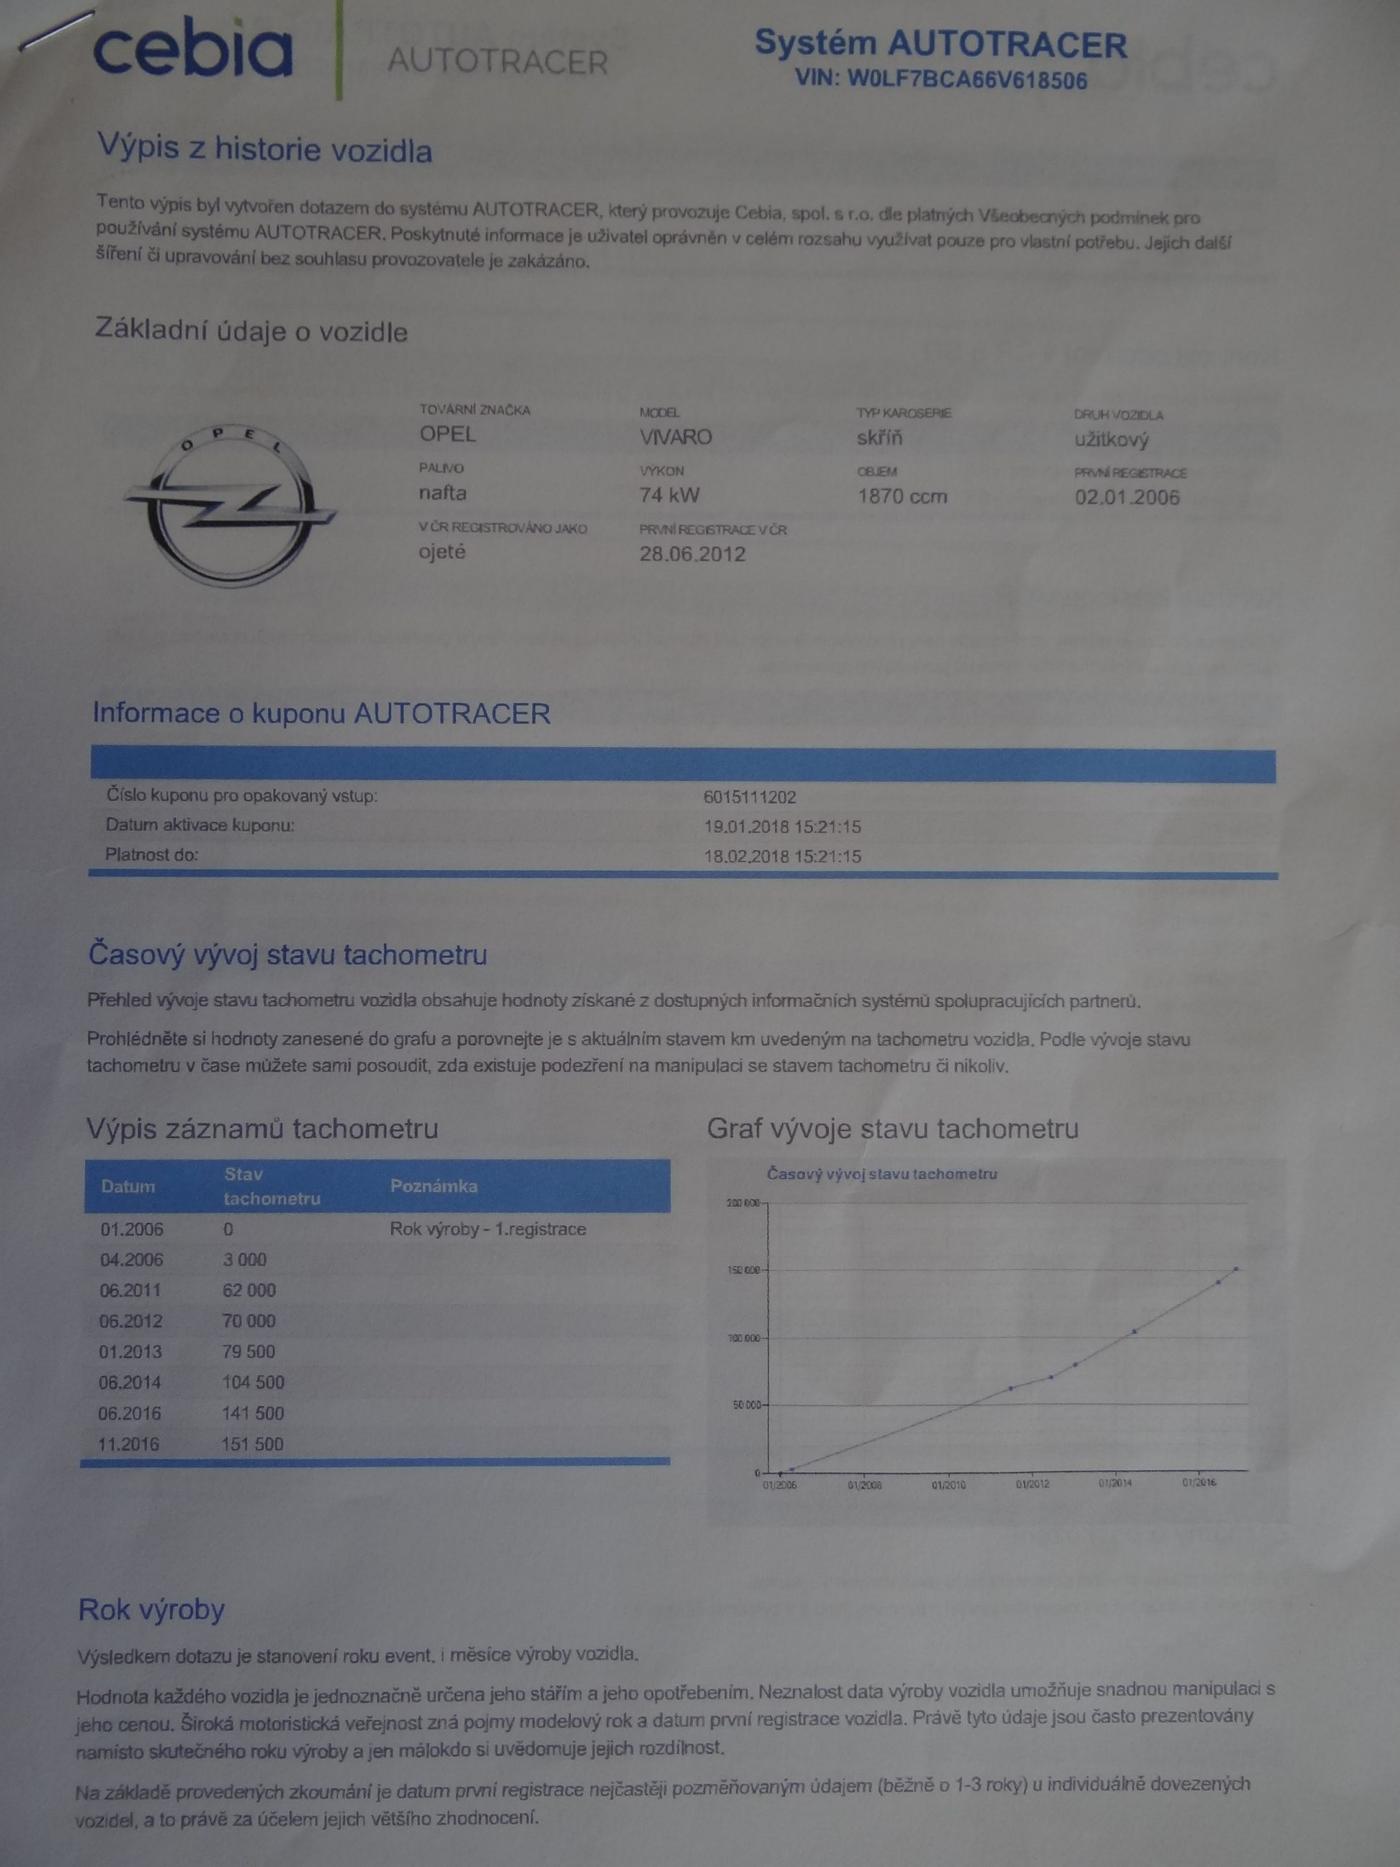 cebia
AUTOTRACER
Systém AUTOTRACER
VIN: W0LF7BCA66V618506
Výpis z historie vozidla
Tento výpis byl vytvořen dotazem do systému AUTOTRACER, který provozuje Cebia, spol. s r.o. dle platných Všeobecných podmínek pro
používání systému AUTOTRACER. Poskytnuté informace je uživatel oprávněn v celém rozsahu využívat pouze pro vlastní potřebu. Jejich další
šíření či upravování bez souhlasu provozovatele je zakázáno.
Základní údaje o vozidle
OPEL
TOVÁRNÍ ZNAČKA MODEL TYP KAROSERIE DRUH VOZIDLA
OPEL VIVARO skříň užitkový
PALIVO VÝKON OBJEM PRVNÍ REGISTRACE
nafta 74 kW 1870 ccm 02.01.2006
V ČR REGISTROVÁNO JAKO PRVNÍ REGISTRACE V ČR
ojeté 28.06.2012
Informace o kuponu AUTOTRACER
Číslo kuponu pro opakovaný vstup: 6015111202
Datum aktivace kuponu: 19.01.2018 15:21:15
Platnost do: 18.02.2018 15:21:15
Časový vývoj stavu tachometru
Přehled vývoje stavu tachometru vozidla obsahuje hodnoty získané z dostupných informačních systémů spolupracujících partnerů.
Prohlédněte si hodnoty zanesené do grafu a porovnejte je s aktuálním stavem km uvedeným na tachometru vozidla. Podle vývoje stavu
tachometru v čase můžete sami posoudit, zda existuje podezření na manipulaci se stavem tachometru či nikoliv.
Výpis záznamů tachometru
Datum Stav tachometru Poznámka
01.2006 0 Rok výroby - 1.registrace
04.2006 3 000
06.2011 62 000
06.2012 70 000
01.2013 79 500
06.2014 104 500
06.2016 141 500
11.2016 151 500
Graf vývoje stavu tachometru
Časový vývoj stavu tachometru
200 000
150 000
100 000
50 000
0
01/2006 01/2008 01/2010 01/2012 01/2014 01/2016
Rok výroby
Výsledkem dotazu je stanovení roku event. i měsíce výroby vozidla.
Hodnota každého vozidla je jednoznačně určena jeho stářím a jeho opotřebením. Neznalost data výroby vozidla umožňuje snadnou manipulaci s
jeho cenou. Široká motoristická veřejnost zná pojmy modelový rok a datum první registrace vozidla. Právě tyto údaje jsou často prezentovány
namísto skutečného roku výroby a jen málokdo si uvědomuje jejich rozdílnost.
Na základě provedených zkoumání je datum první registrace nejčastěji pozměňovaným údajem (běžně o 1-3 roky) u individuálně dovezených
vozidel, a to právě za účelem jejich většího zhodnocení.